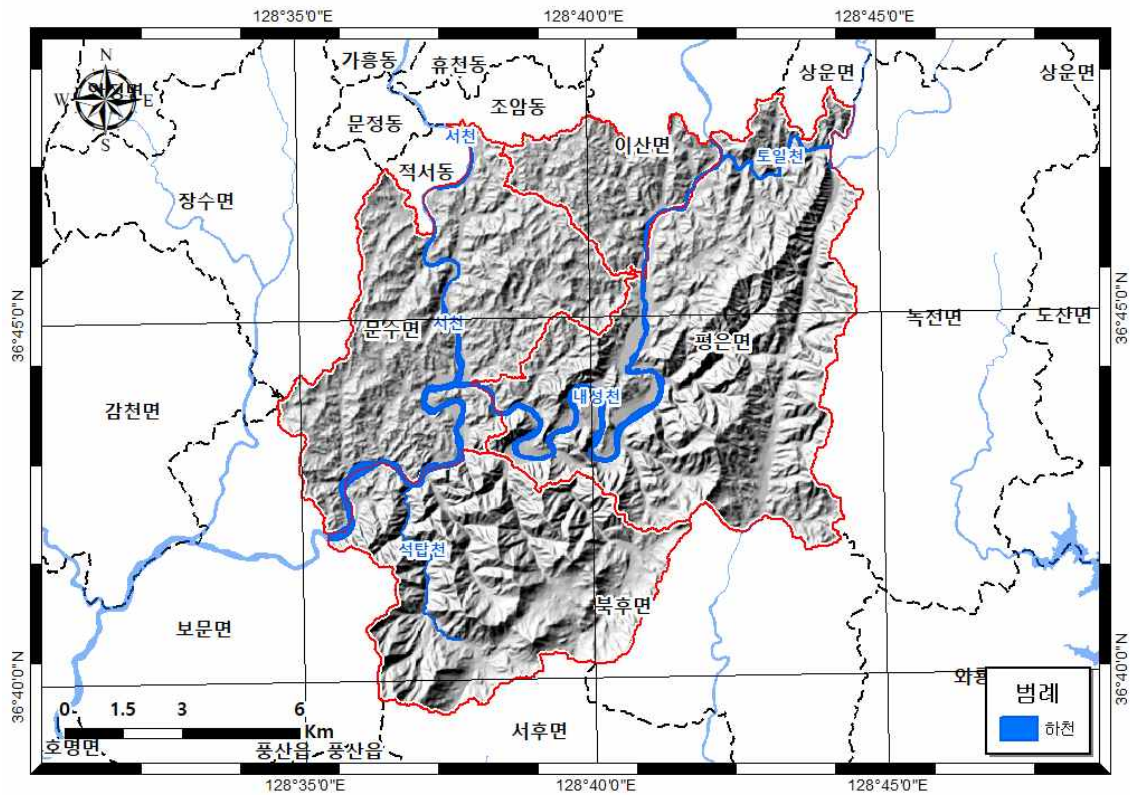 128°35'0"E
128°40'0"E
128°45'0"E
N
W
E
S
가흥동
휴천동
상운면
상운면
조암동
문정동
서천
이산면
토일천
적서동
장수면
36°45'0"N
36°45'0"N
문수면
서천
평은면
녹전면
도산면
내성천
감천면
석탑천
북후면
보문면
36°40'0"N
36°40'0"N
범례
하천
0 1.5 3 6
Km
서후면
호명면
풍산읍
풍산읍
128°35'0"E
128°40'0"E
128°45'0"E